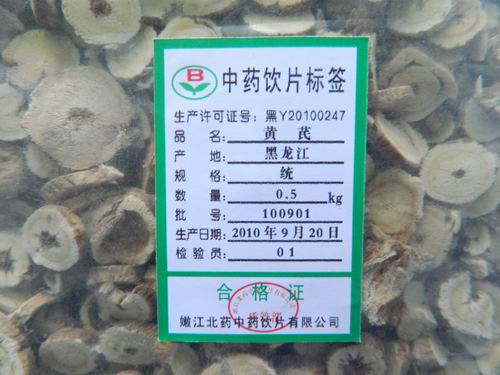 B
中药饮片标签
生产许可证号: 黑Y20100247
品名: 黄芪
产地: 黑龙江
规格: 统
数量: 0.5 kg
批号: 100901
生产日期: 2010年9月20日
检验员: 01
合格证
嫩江北药中药饮片有限公司